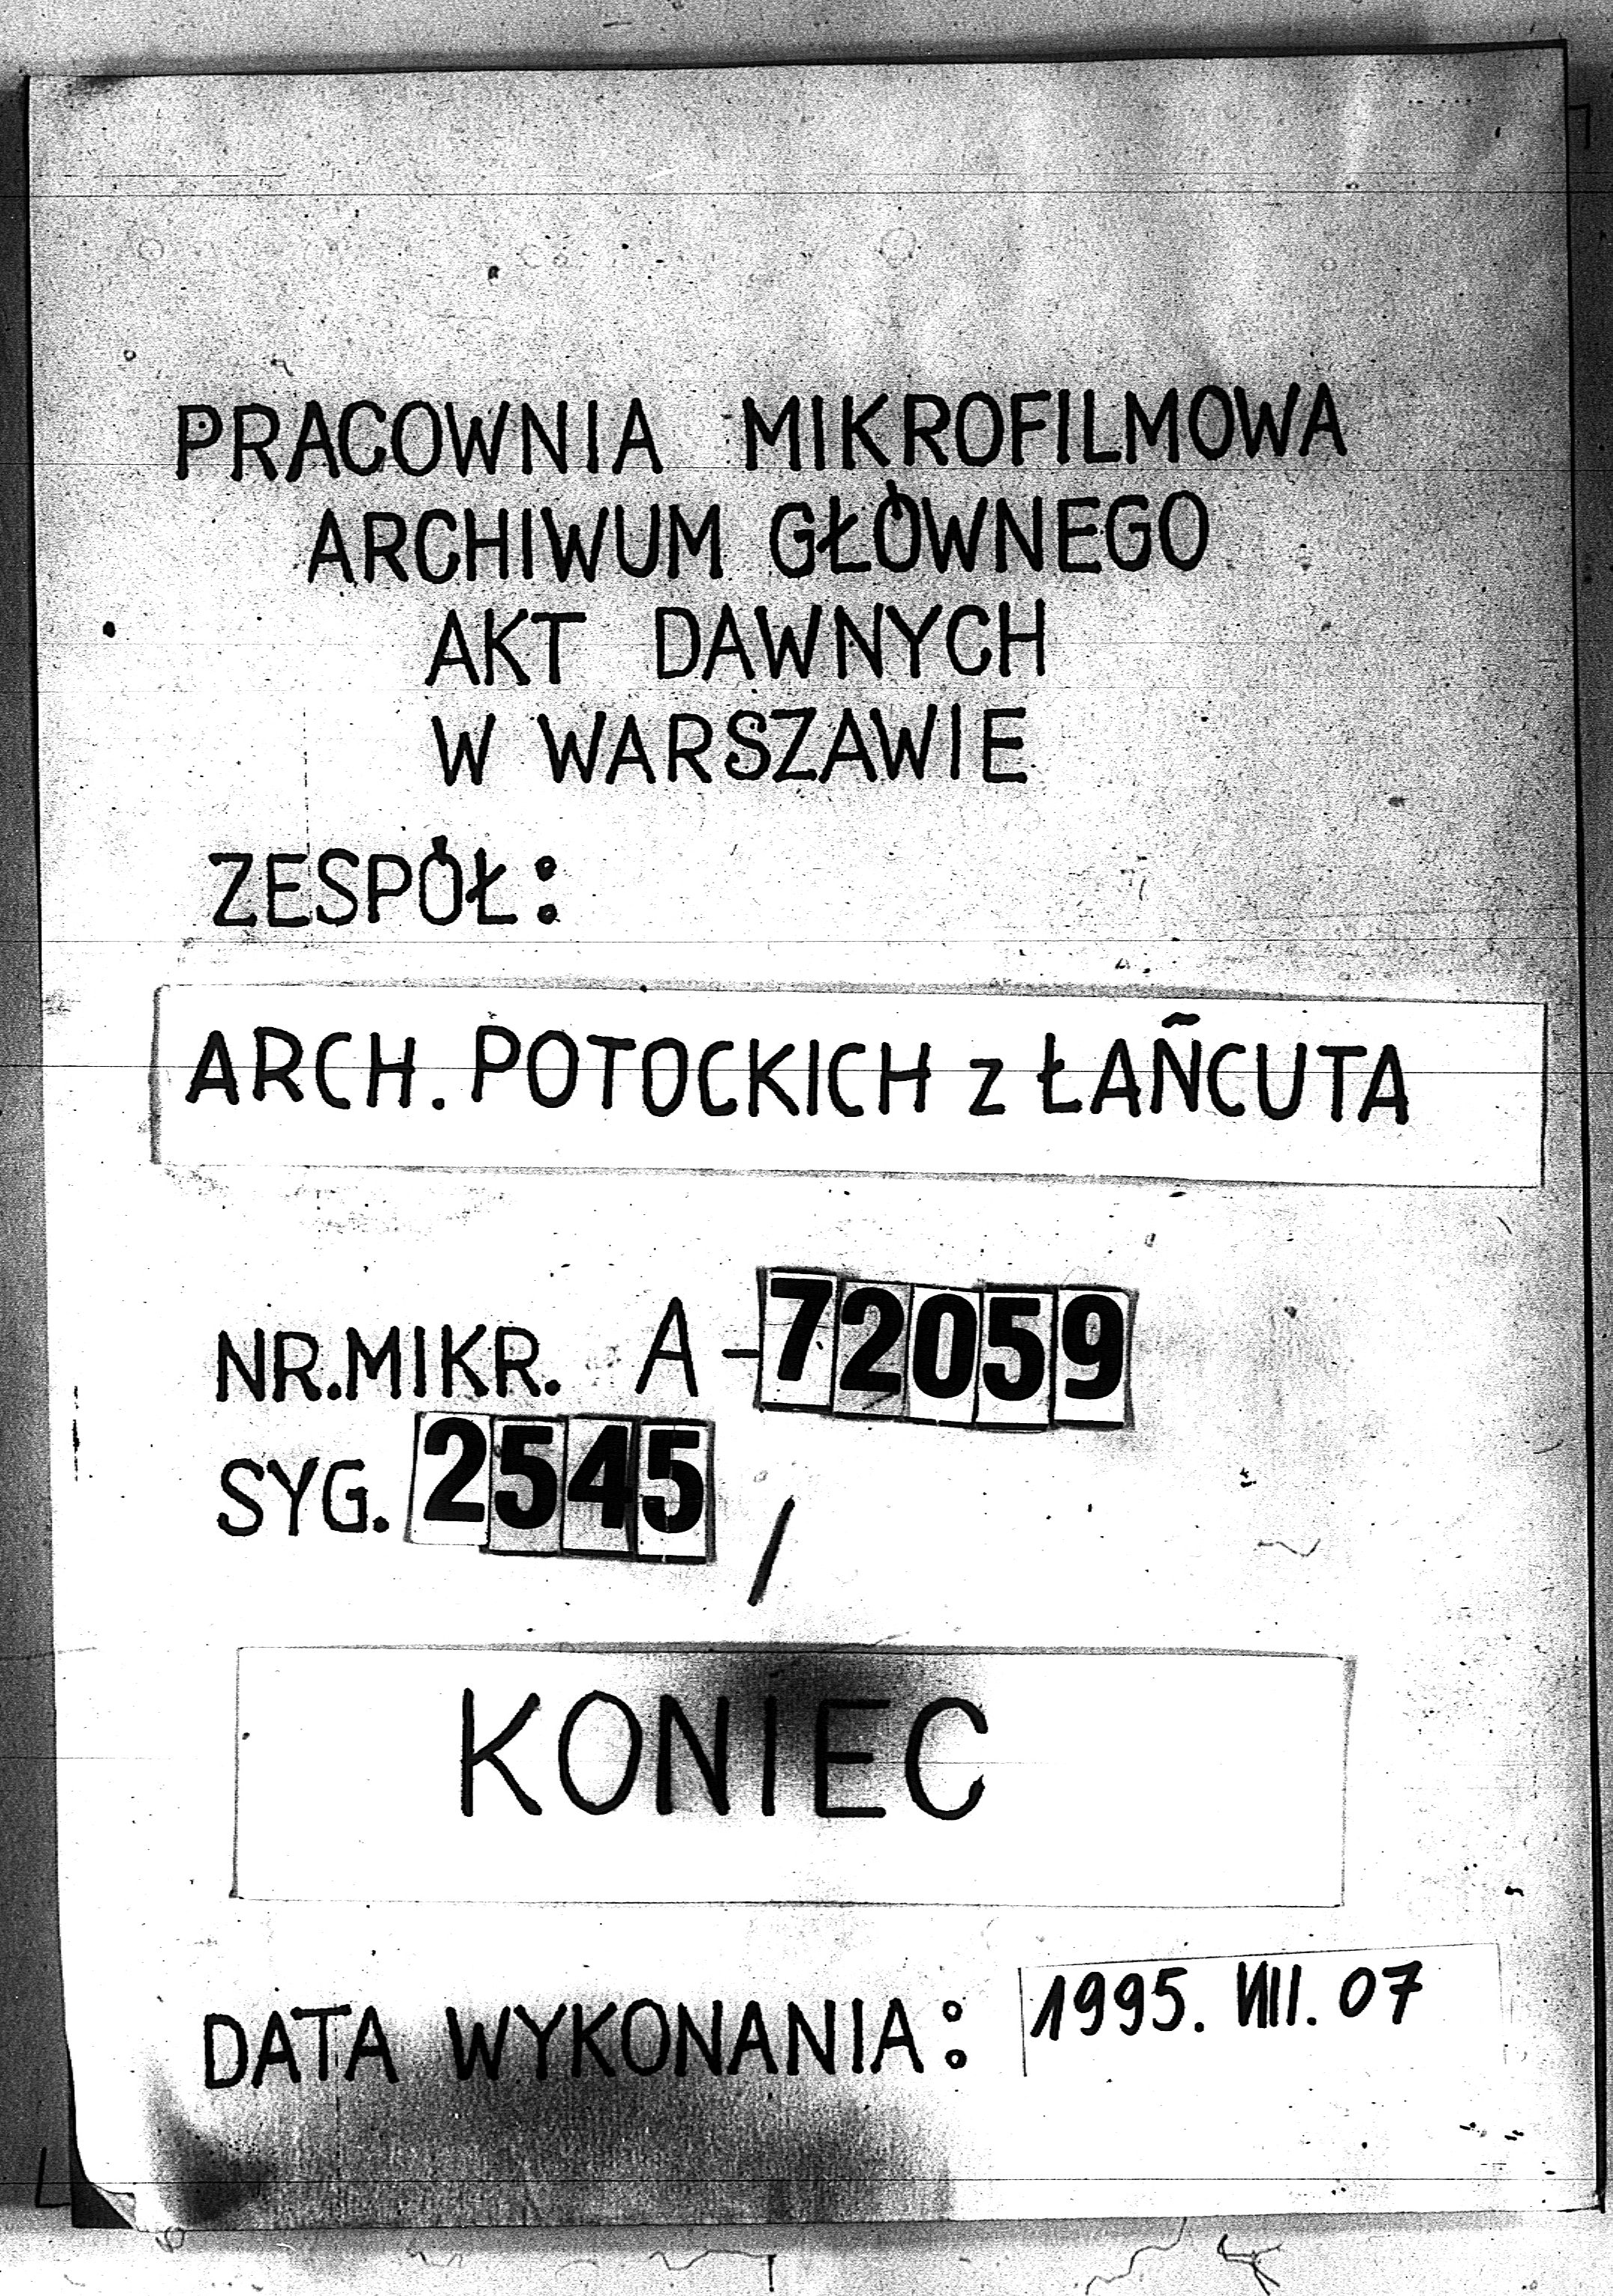 PRACOWNIA MIKROFILMOWA
ARCHIWUM GŁÓWNEGO
AKT DAWNYCH
W WARSZAWIE
ZESPÓŁ:
ARCH. POTOCKICH z ŁAŃCUTA
NR.MIKR. A-72059
SYG. 2545/
KONIEC
DATA WYKONANIA: 1995. VIII. 07